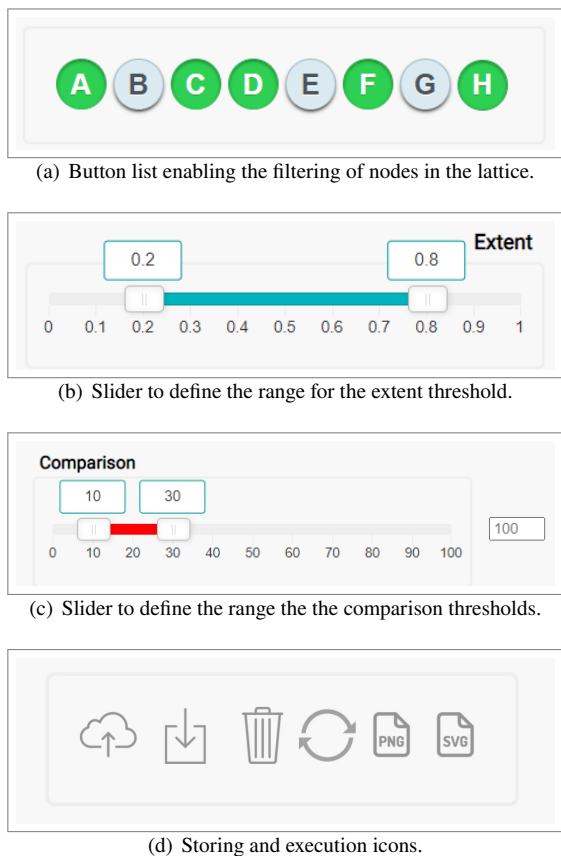 A B C D E F G H
(a) Button list enabling the filtering of nodes in the lattice.
Extent
0.2 0.8
0 0.1 0.2 0.3 0.4 0.5 0.6 0.7 0.8 0.9 1
(b) Slider to define the range for the extent threshold.
Comparison
10 30
100
0 10 20 30 40 50 60 70 80 90 100
(c) Slider to define the range the the comparison thresholds.
PNG SVG
(d) Storing and execution icons.